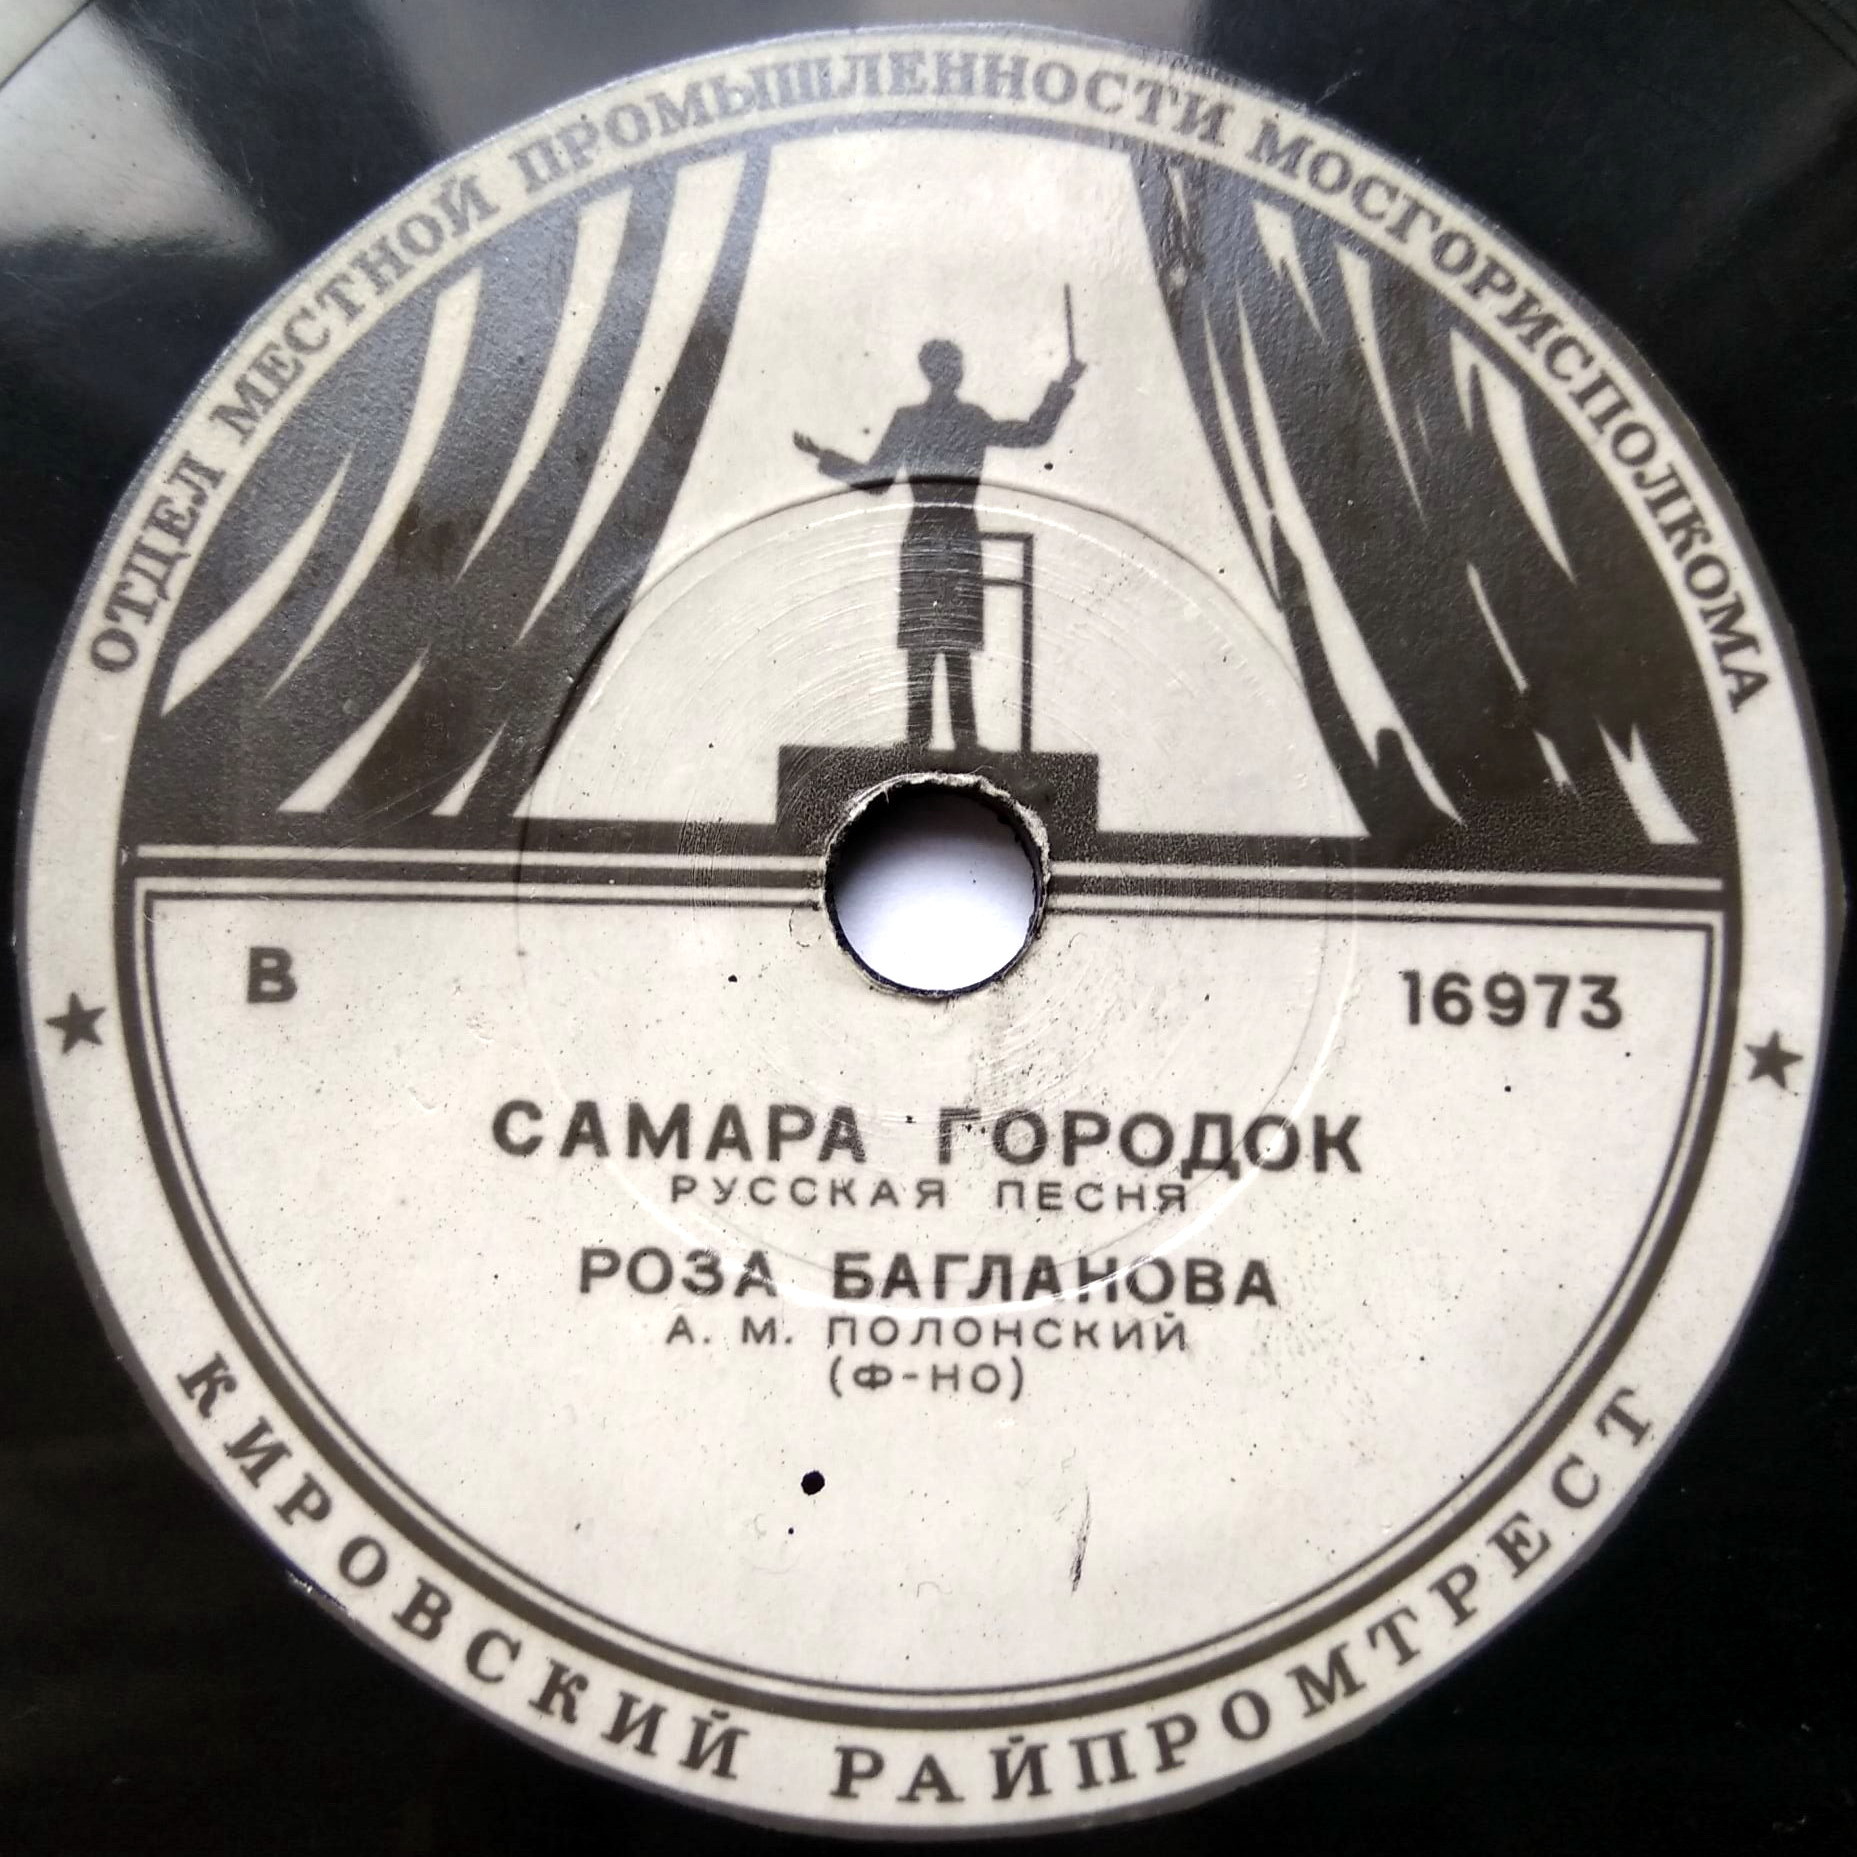 ОТДЕЛ МЕСТНОЙ ПРОМЫШЛЕННОСТИ МОСГОРИСПОЛКОМА
В 16973
САМАРА ГОРОДОК
РУССКАЯ ПЕСНЯ
РОЗА БАГЛАНОВА
А. М. ПОЛОНСКИЙ
(Ф-НО)
КИРОВСКИЙ РАЙПРОМТРЕСТ